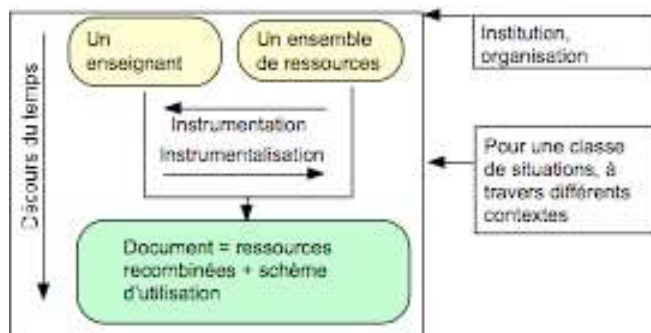 Un
enseignant
Un ensemble
de ressources
Institution,
organisation
Instrumentation
Instrumentalisation
Décours du temps
Pour une classe
de situations, à
travers différents
contextes
Document = ressources
recombinées + schème
d'utilisation